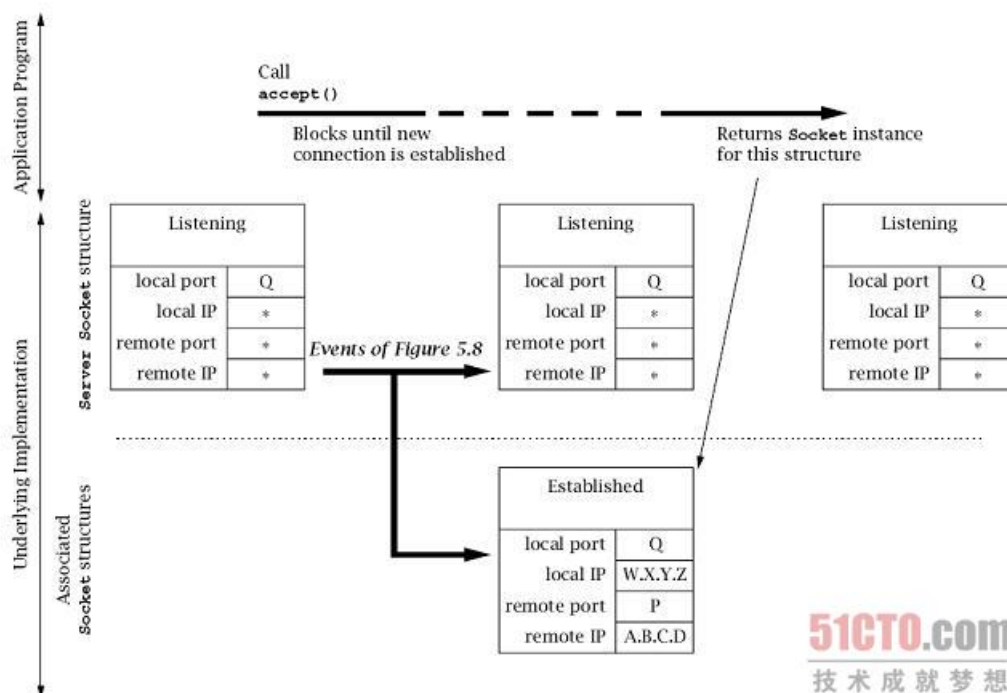 Application Program
Call
accept()
Blocks until new
connection is established
Returns Socket instance
for this structure
Underlying Implementation
Server Socket structure
Listening
local port Q
local IP *
remote port *
remote IP *
Events of Figure 5.8
Listening
local port Q
local IP *
remote port *
remote IP *
Listening
local port Q
local IP *
remote port *
remote IP *
Associated
Socket structures
Established
local port Q
local IP W.X.Y.Z
remote port P
remote IP A.B.C.D
51CTO.com
技术成就梦想